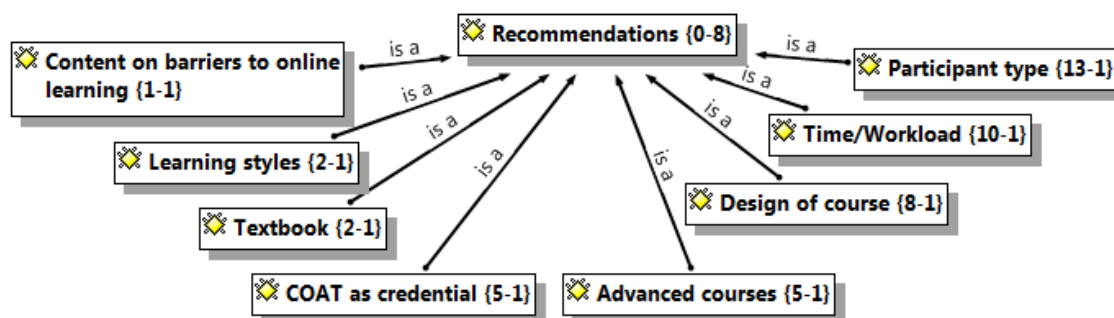 Recommendations {0-8}
is a
is a
Content on barriers to online
learning {1-1}
Participant type {13-1}
is a
is a
is a
Time/Workload {10-1}
Learning styles {2-1}
is a
is a
is a
Design of course {8-1}
Textbook {2-1}
COAT as credential {5-1}
Advanced courses {5-1}